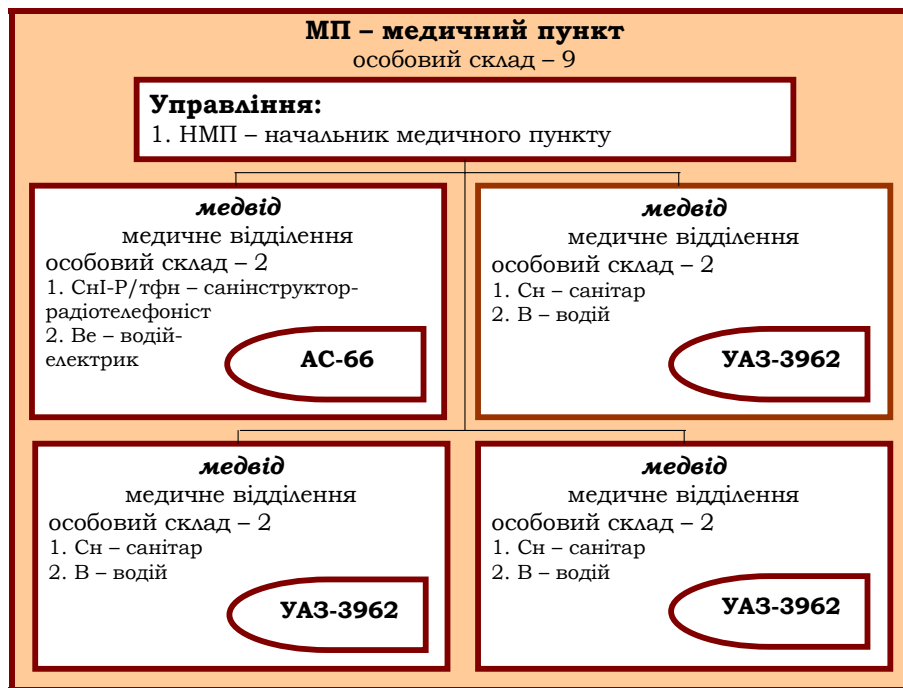 МП – медичний пункт
особовий склад – 9
Управління:
1. НМП – начальник медичного пункту
медвід
медичне відділення
особовий склад – 2
1. СнІ-Р/тфн – санінструктор-
радіотелефоніст
2. Ве – водій-
електрик
АС-66
медвід
медичне відділення
особовий склад – 2
1. Сн – санітар
2. В – водій
УАЗ-3962
медвід
медичне відділення
особовий склад – 2
1. Сн – санітар
2. В – водій
УАЗ-3962
медвід
медичне відділення
особовий склад – 2
1. Сн – санітар
2. В – водій
УАЗ-3962